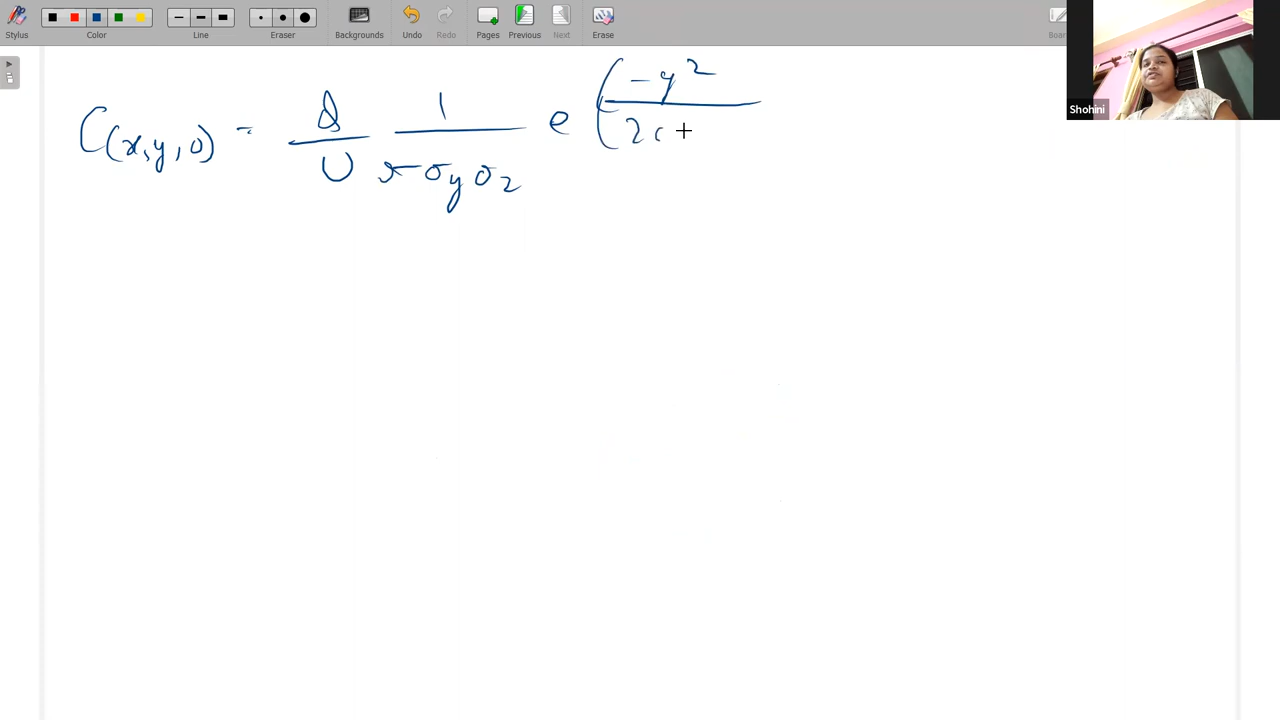 Stylus Color Line Eraser Backgrounds Undo Redo Pages Previous Next Erase
Shohini
C(x,y,0) = Q/U 1/πσyσz e(-y²/2σ